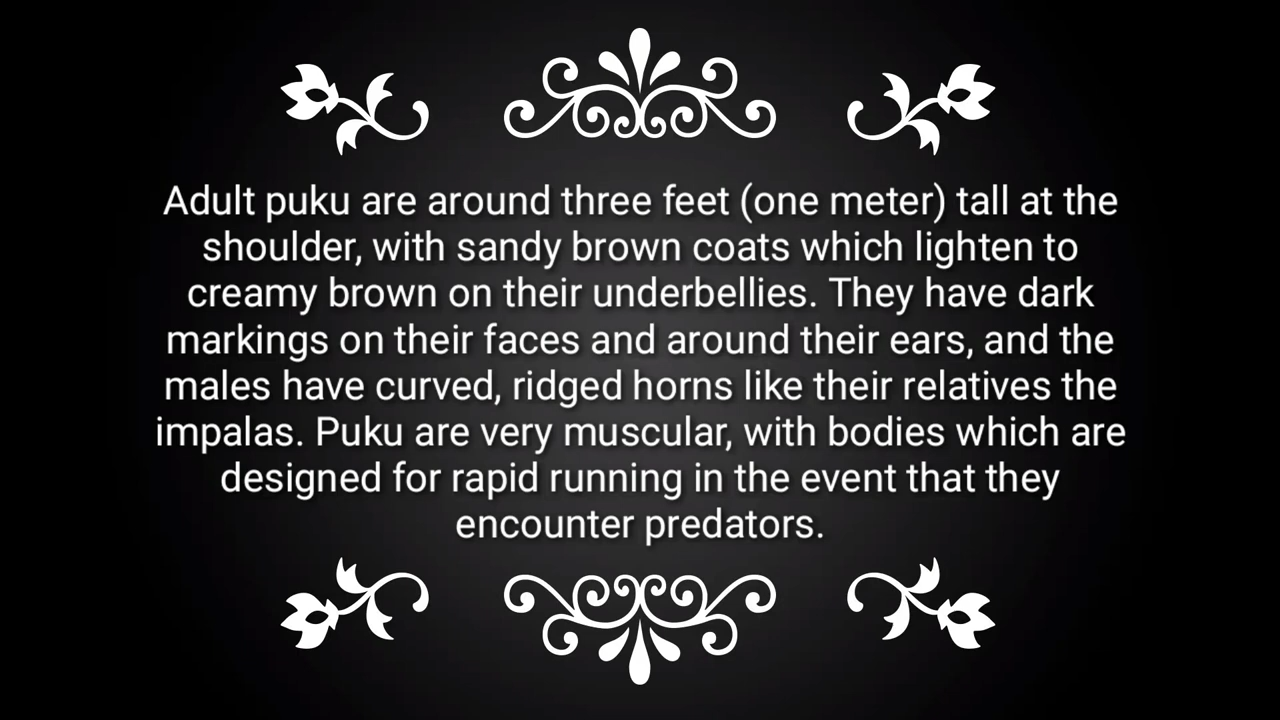 Adult puku are around three feet (one meter) tall at the
shoulder, with sandy brown coats which lighten to
creamy brown on their underbellies. They have dark
markings on their faces and around their ears, and the
males have curved, ridged horns like their relatives the
impalas. Puku are very muscular, with bodies which are
designed for rapid running in the event that they
encounter predators.